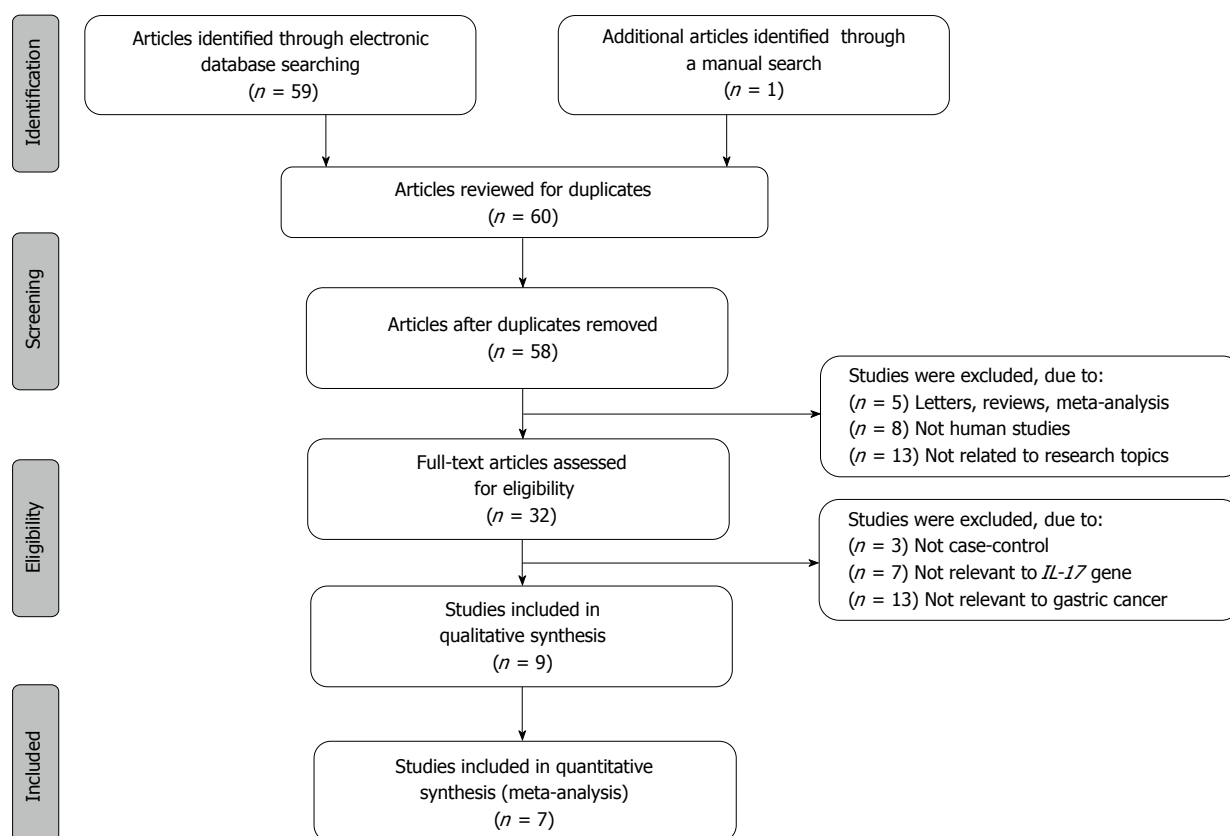 Identification
Articles identified through electronic
database searching
(n = 59)
Additional articles identified through
a manual search
(n = 1)
Articles reviewed for duplicates
(n = 60)
Screening
Articles after duplicates removed
(n = 58)
Studies were excluded, due to:
(n = 5) Letters, reviews, meta-analysis
(n = 8) Not human studies
(n = 13) Not related to research topics
Eligibility
Full-text articles assessed
for eligibility
(n = 32)
Studies were excluded, due to:
(n = 3) Not case-control
(n = 7) Not relevant to IL-17 gene
(n = 13) Not relevant to gastric cancer
Studies included in
qualitative synthesis
(n = 9)
Included
Studies included in quantitative
synthesis (meta-analysis)
(n = 7)